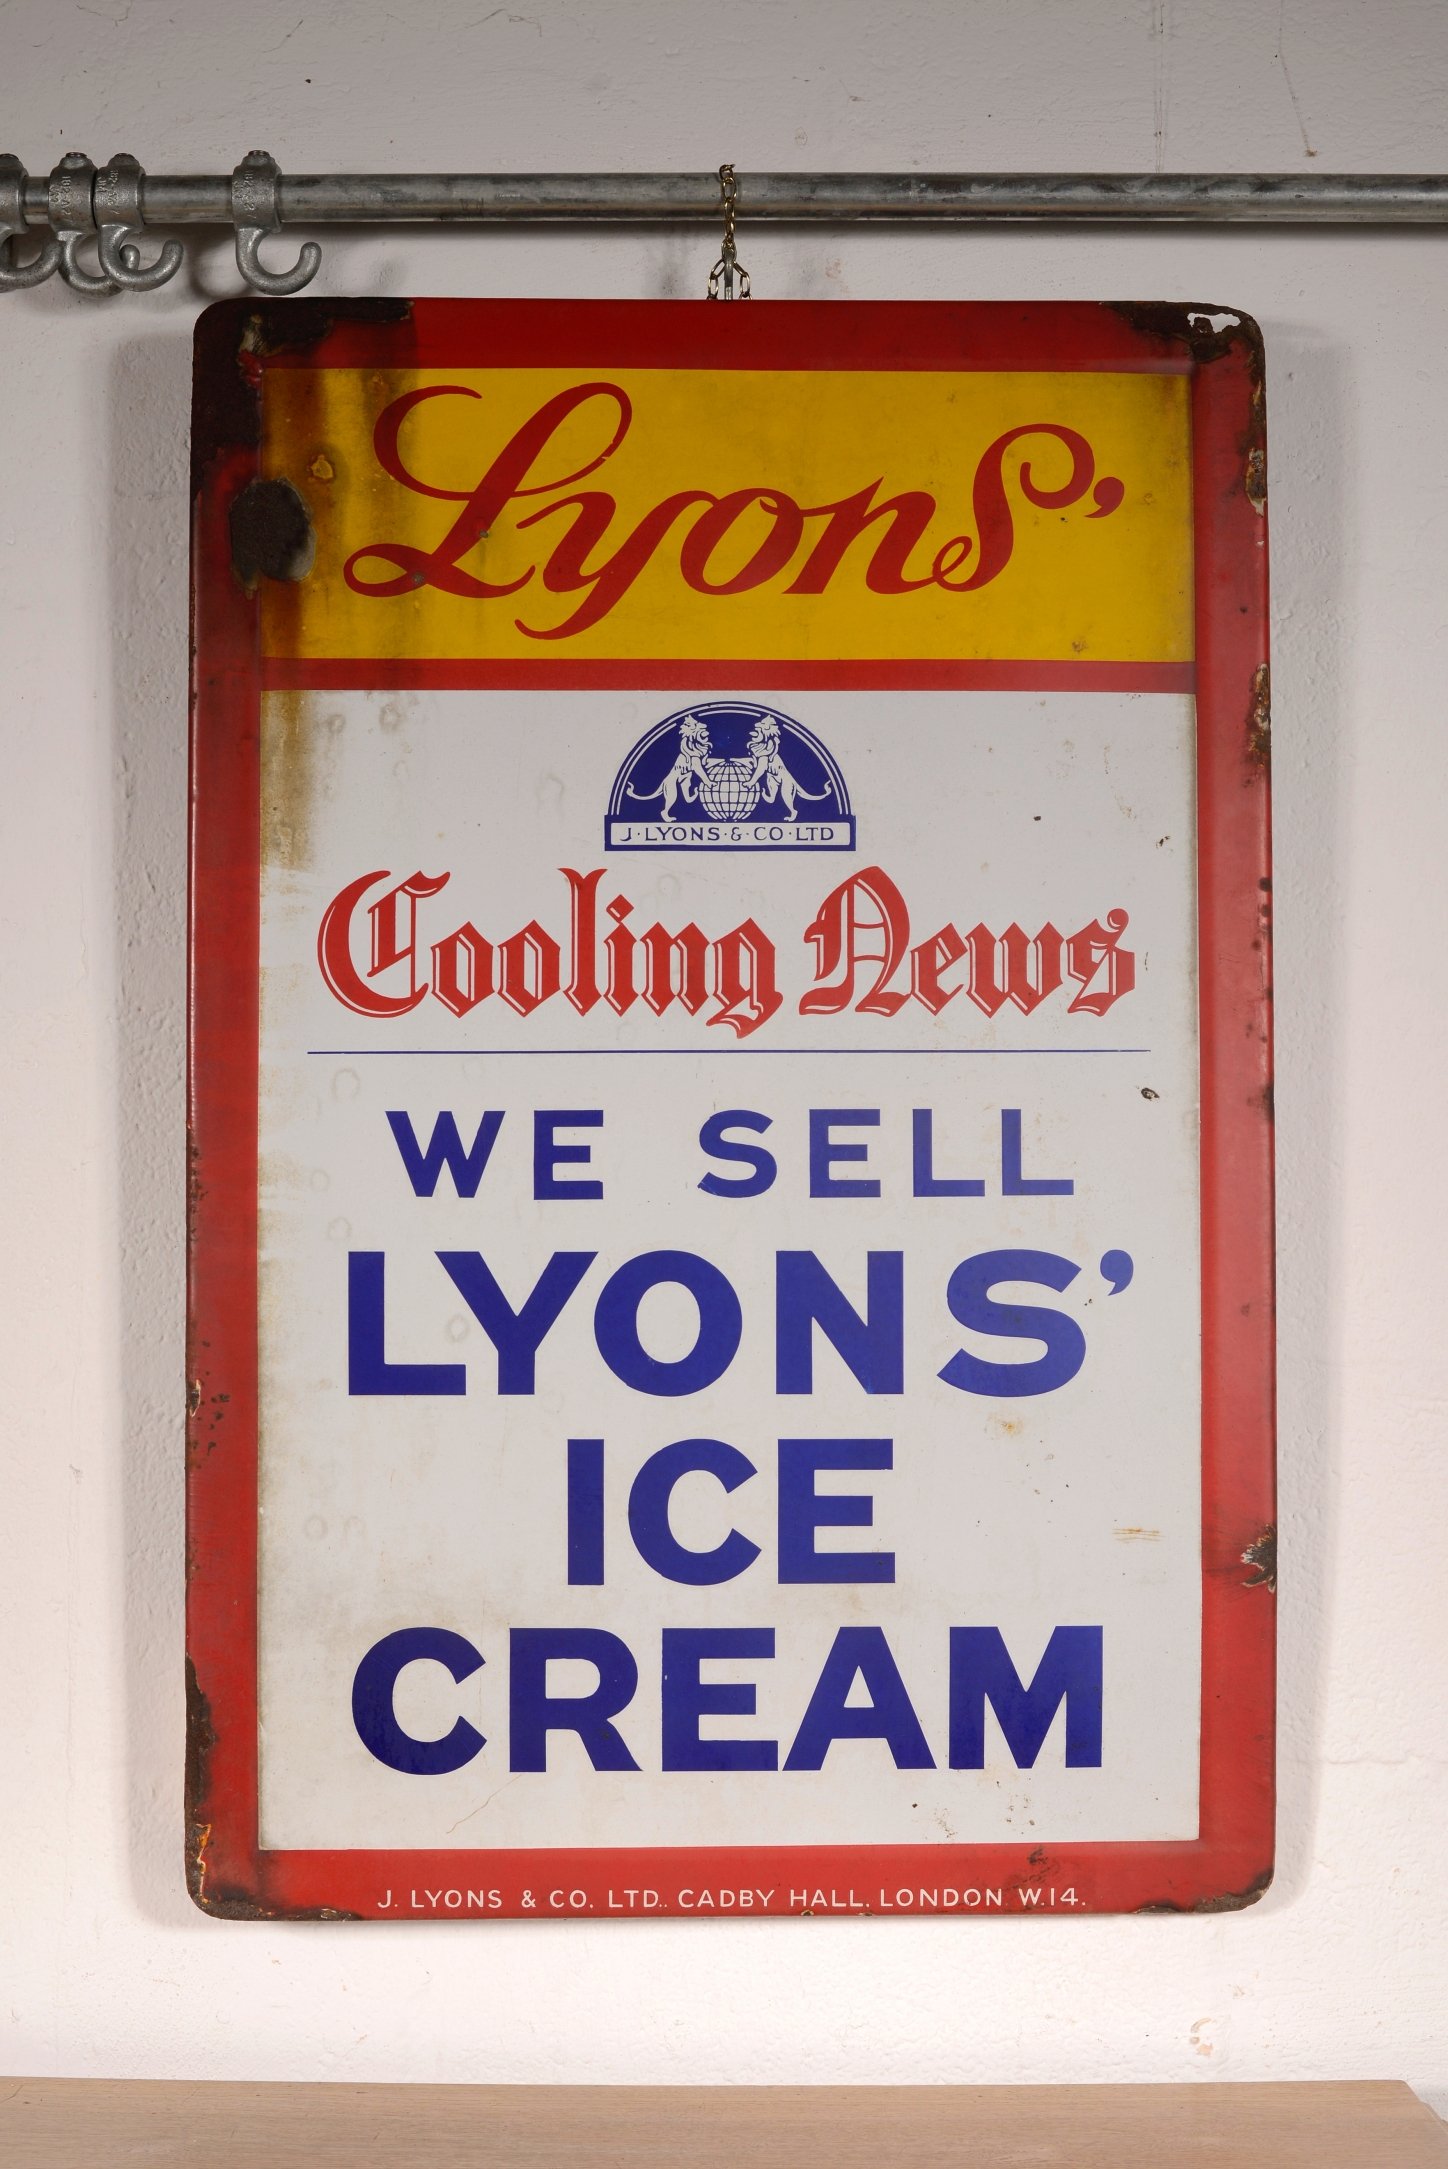 Lyons'
J·LYONS·&·CO·LTD
Cooling News
WE SELL
LYONS'
ICE
CREAM
J. LYONS & CO. LTD.. CADBY HALL. LONDON W.14.